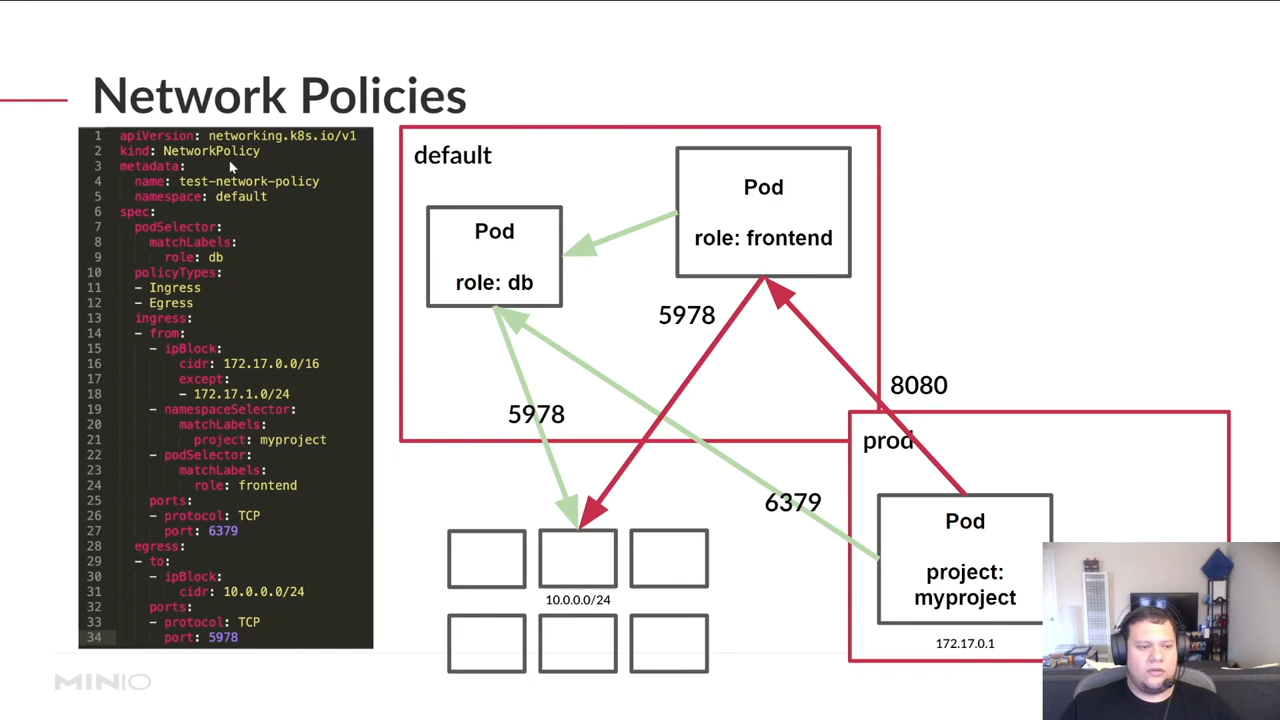 Network Policies
1 apiVersion: networking.k8s.io/v1
2 kind: NetworkPolicy
3 metadata:
4 name: test-network-policy
5 namespace: default
6 spec:
7 podSelector:
8 matchLabels:
9 role: db
10 policyTypes:
11 - Ingress
12 - Egress
13 ingress:
14 - from:
15 - ipBlock:
16 cidr: 172.17.0.0/16
17 except:
18 - 172.17.1.0/24
19 - namespaceSelector:
20 matchLabels:
21 project: myproject
22 - podSelector:
23 matchLabels:
24 role: frontend
25 ports:
26 - protocol: TCP
27 port: 6379
28 egress:
29 - to:
30 - ipBlock:
31 cidr: 10.0.0.0/24
32 ports:
33 - protocol: TCP
34 port: 5978
default
Pod
role: db
Pod
role: frontend
5978
5978
8080
6379
10.0.0.0/24
prod
Pod
project:
myproject
172.17.0.1
MINIO